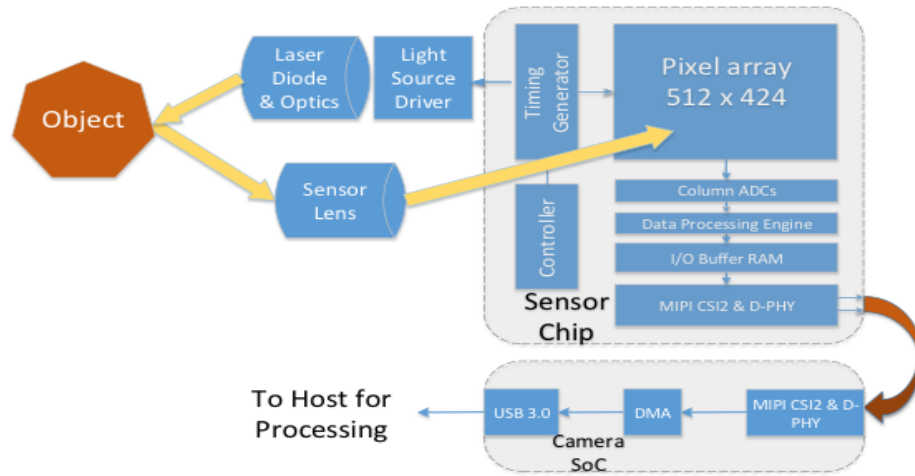 Object
Laser
Diode
& Optics
Light
Source
Driver
Timing
Generator
Pixel array
512 x 424
Sensor
Lens
Controller
Column ADCs
Data Processing Engine
I/O Buffer RAM
MIPI CSI2 & D-PHY
Sensor
Chip
To Host for
Processing
USB 3.0
DMA
MIPI CSI2 & D-
PHY
Camera
SoC